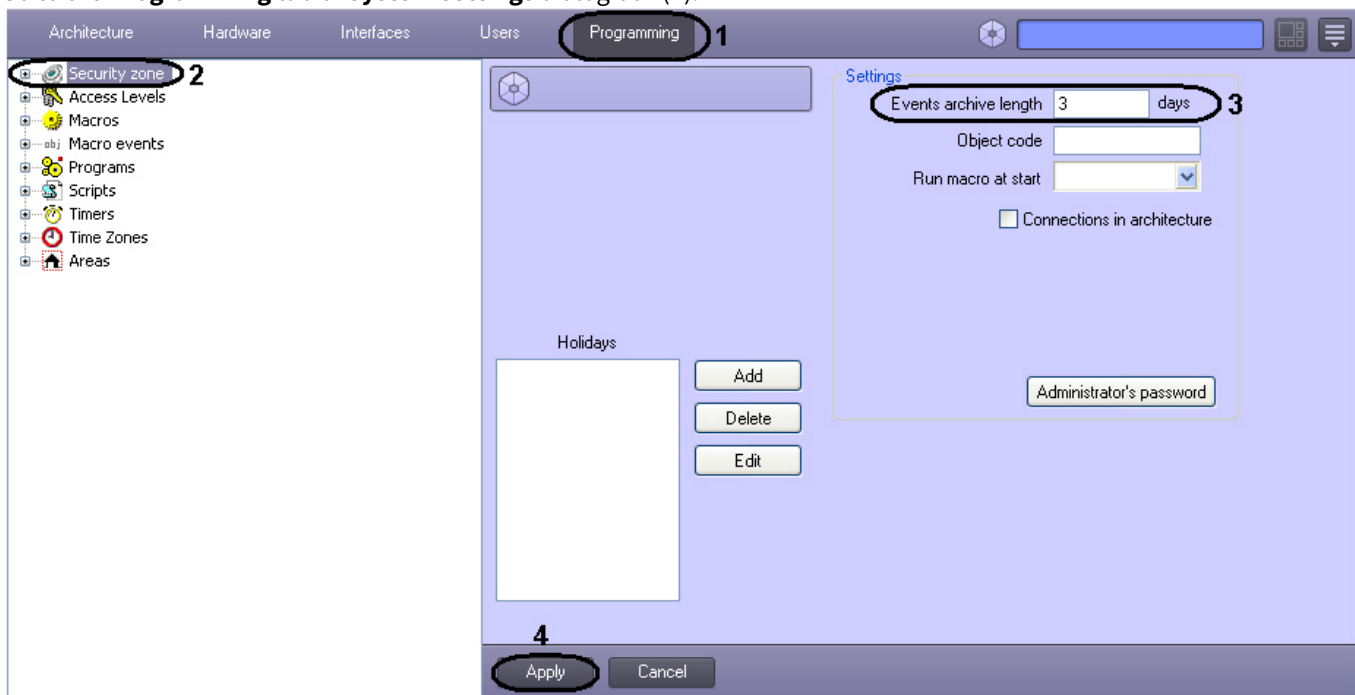 Architecture Hardware Interfaces Users Programming 1
Security zone 2
Access Levels
Macros
obj Macro events
Programs
Scripts
Timers
Time Zones
Areas
Settings
Events archive length 3 days 3
Object code
Run macro at start
Connections in architecture
Administrator's password
Holidays
Add
Delete
Edit
4
Apply Cancel